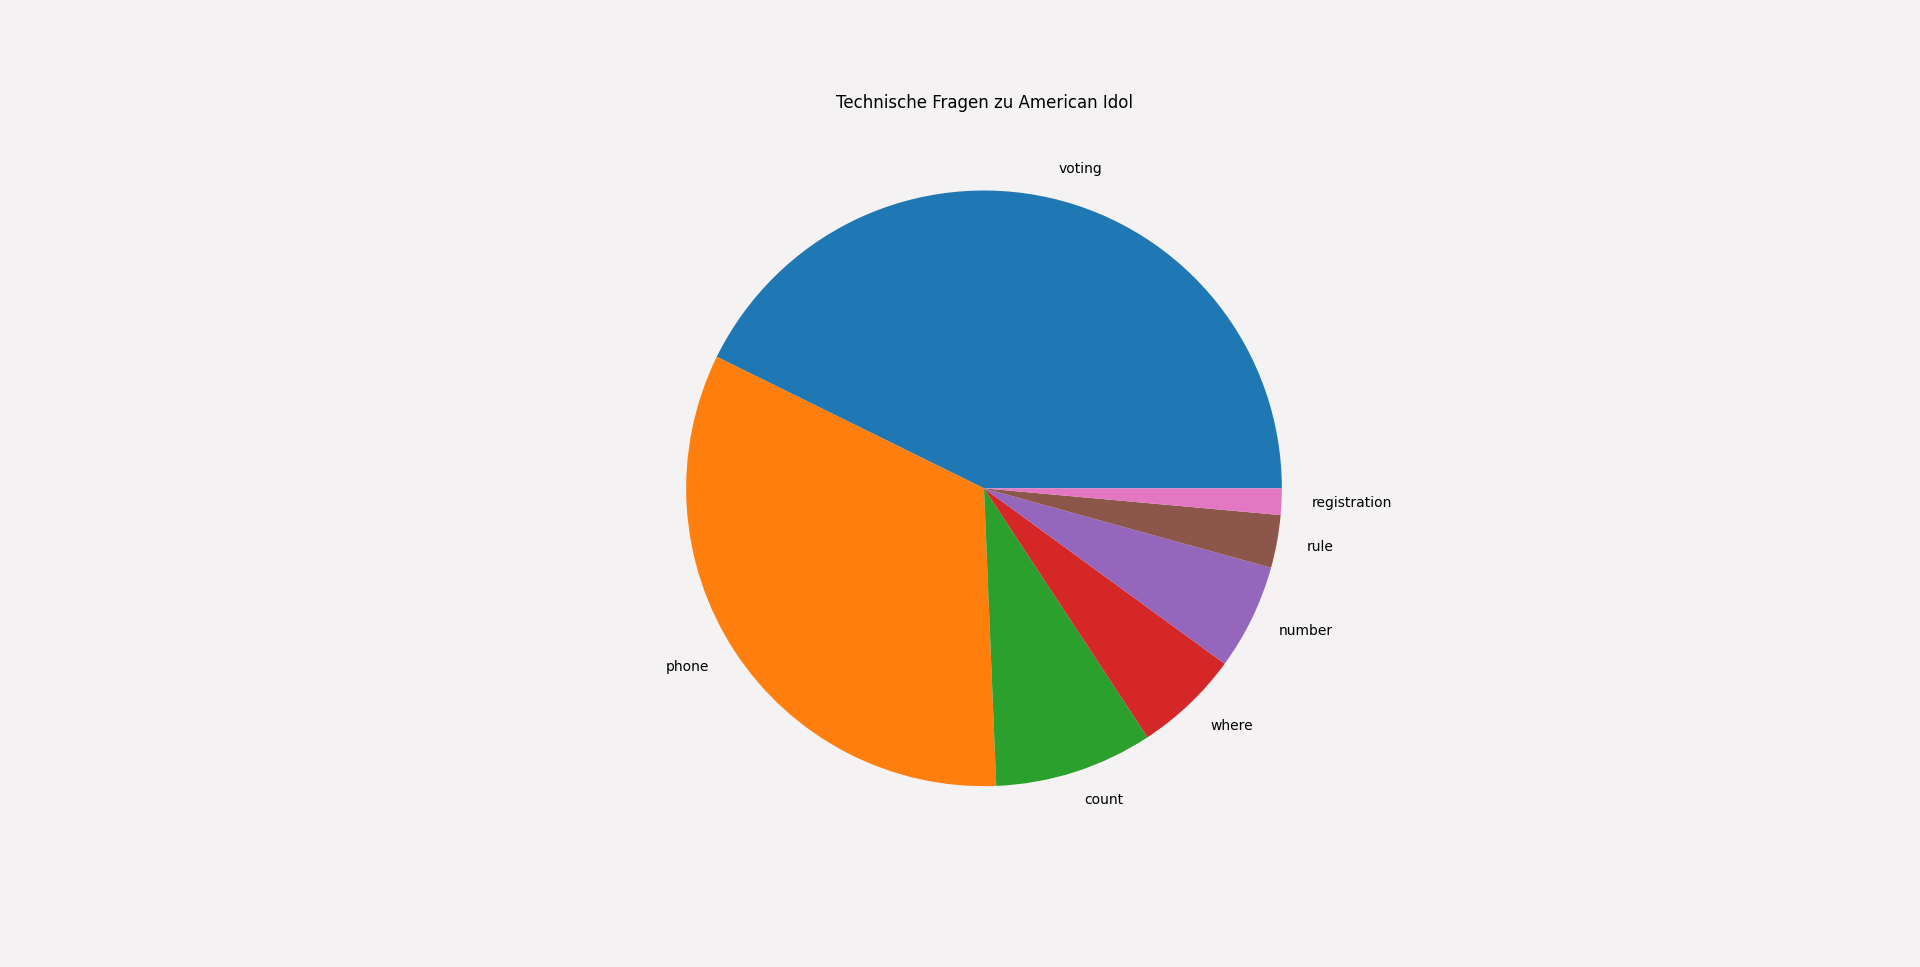 Technische Fragen zu American Idol
voting
registration
rule
number
phone
where
count